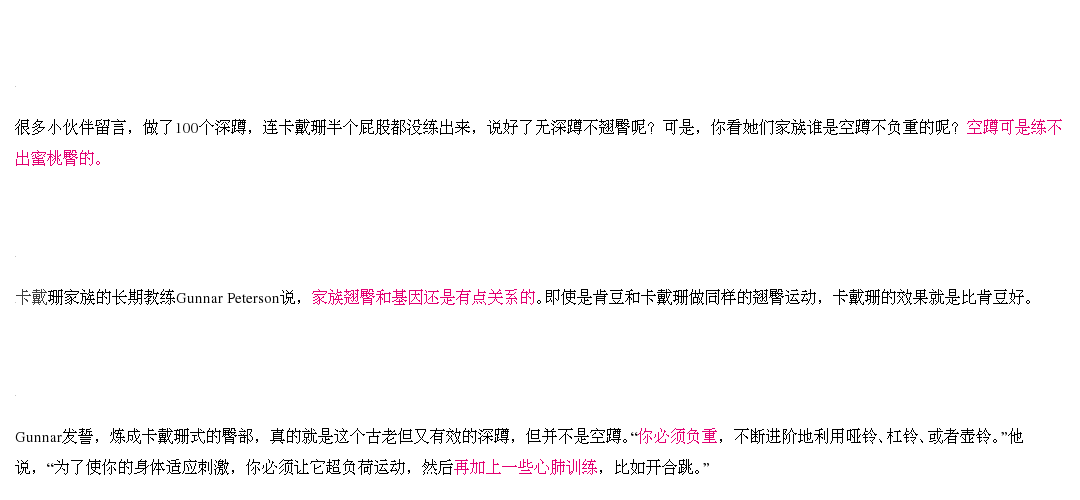 很多小伙伴留言，做了100个深蹲，连卡戴珊半个屁股都没练出来，说好了无深蹲不翘臀呢？可是，你看她们家族谁是空蹲不负重的呢？空蹲可是练不
出蜜桃臀的。
卡戴珊家族的长期教练Gunnar Peterson说，家族翘臀和基因还是有点关系的。即使是肯豆和卡戴珊做同样的翘臀运动，卡戴珊的效果就是比肯豆好。
Gunnar发誓，炼成卡戴珊式的臀部，真的就是这个古老但又有效的深蹲，但并不是空蹲。“你必须负重，不断进阶地利用哑铃、杠铃、或者壶铃。”他
说，“为了使你的身体适应刺激，你必须让它超负荷运动，然后再加上一些心肺训练，比如开合跳。”